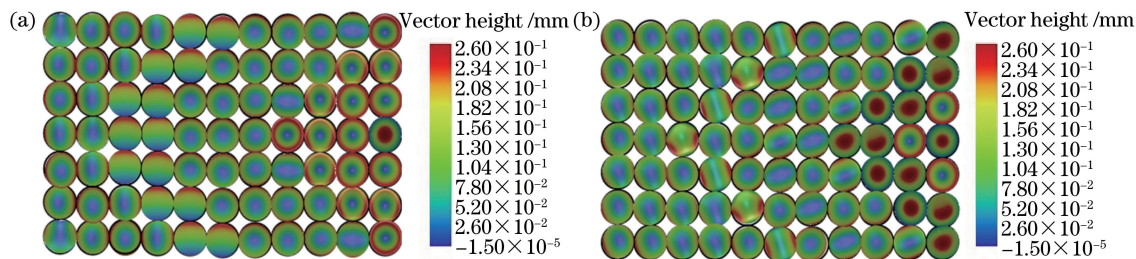 (a)
Vector height /mm
2.60 × 10⁻¹
2.34 × 10⁻¹
2.08 × 10⁻¹
1.82 × 10⁻¹
1.56 × 10⁻¹
1.30 × 10⁻¹
1.04 × 10⁻¹
7.80 × 10⁻²
5.20 × 10⁻²
2.60 × 10⁻²
−1.50 × 10⁻⁵
(b)
Vector height /mm
2.60 × 10⁻¹
2.34 × 10⁻¹
2.08 × 10⁻¹
1.82 × 10⁻¹
1.56 × 10⁻¹
1.30 × 10⁻¹
1.04 × 10⁻¹
7.80 × 10⁻²
5.20 × 10⁻²
2.60 × 10⁻²
−1.50 × 10⁻⁵